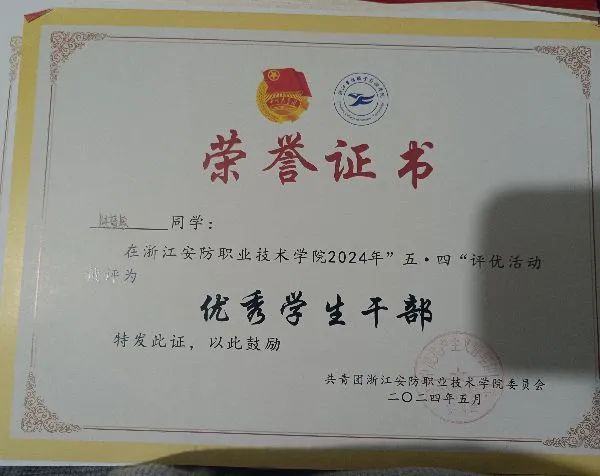 荣誉证书
同学：
在浙江安防职业技术学院2024年”五·四“评优活动
被评为
优秀学生干部
特发此证，以此鼓励
共青团浙江安防职业技术学院委员会
二〇二四年五月